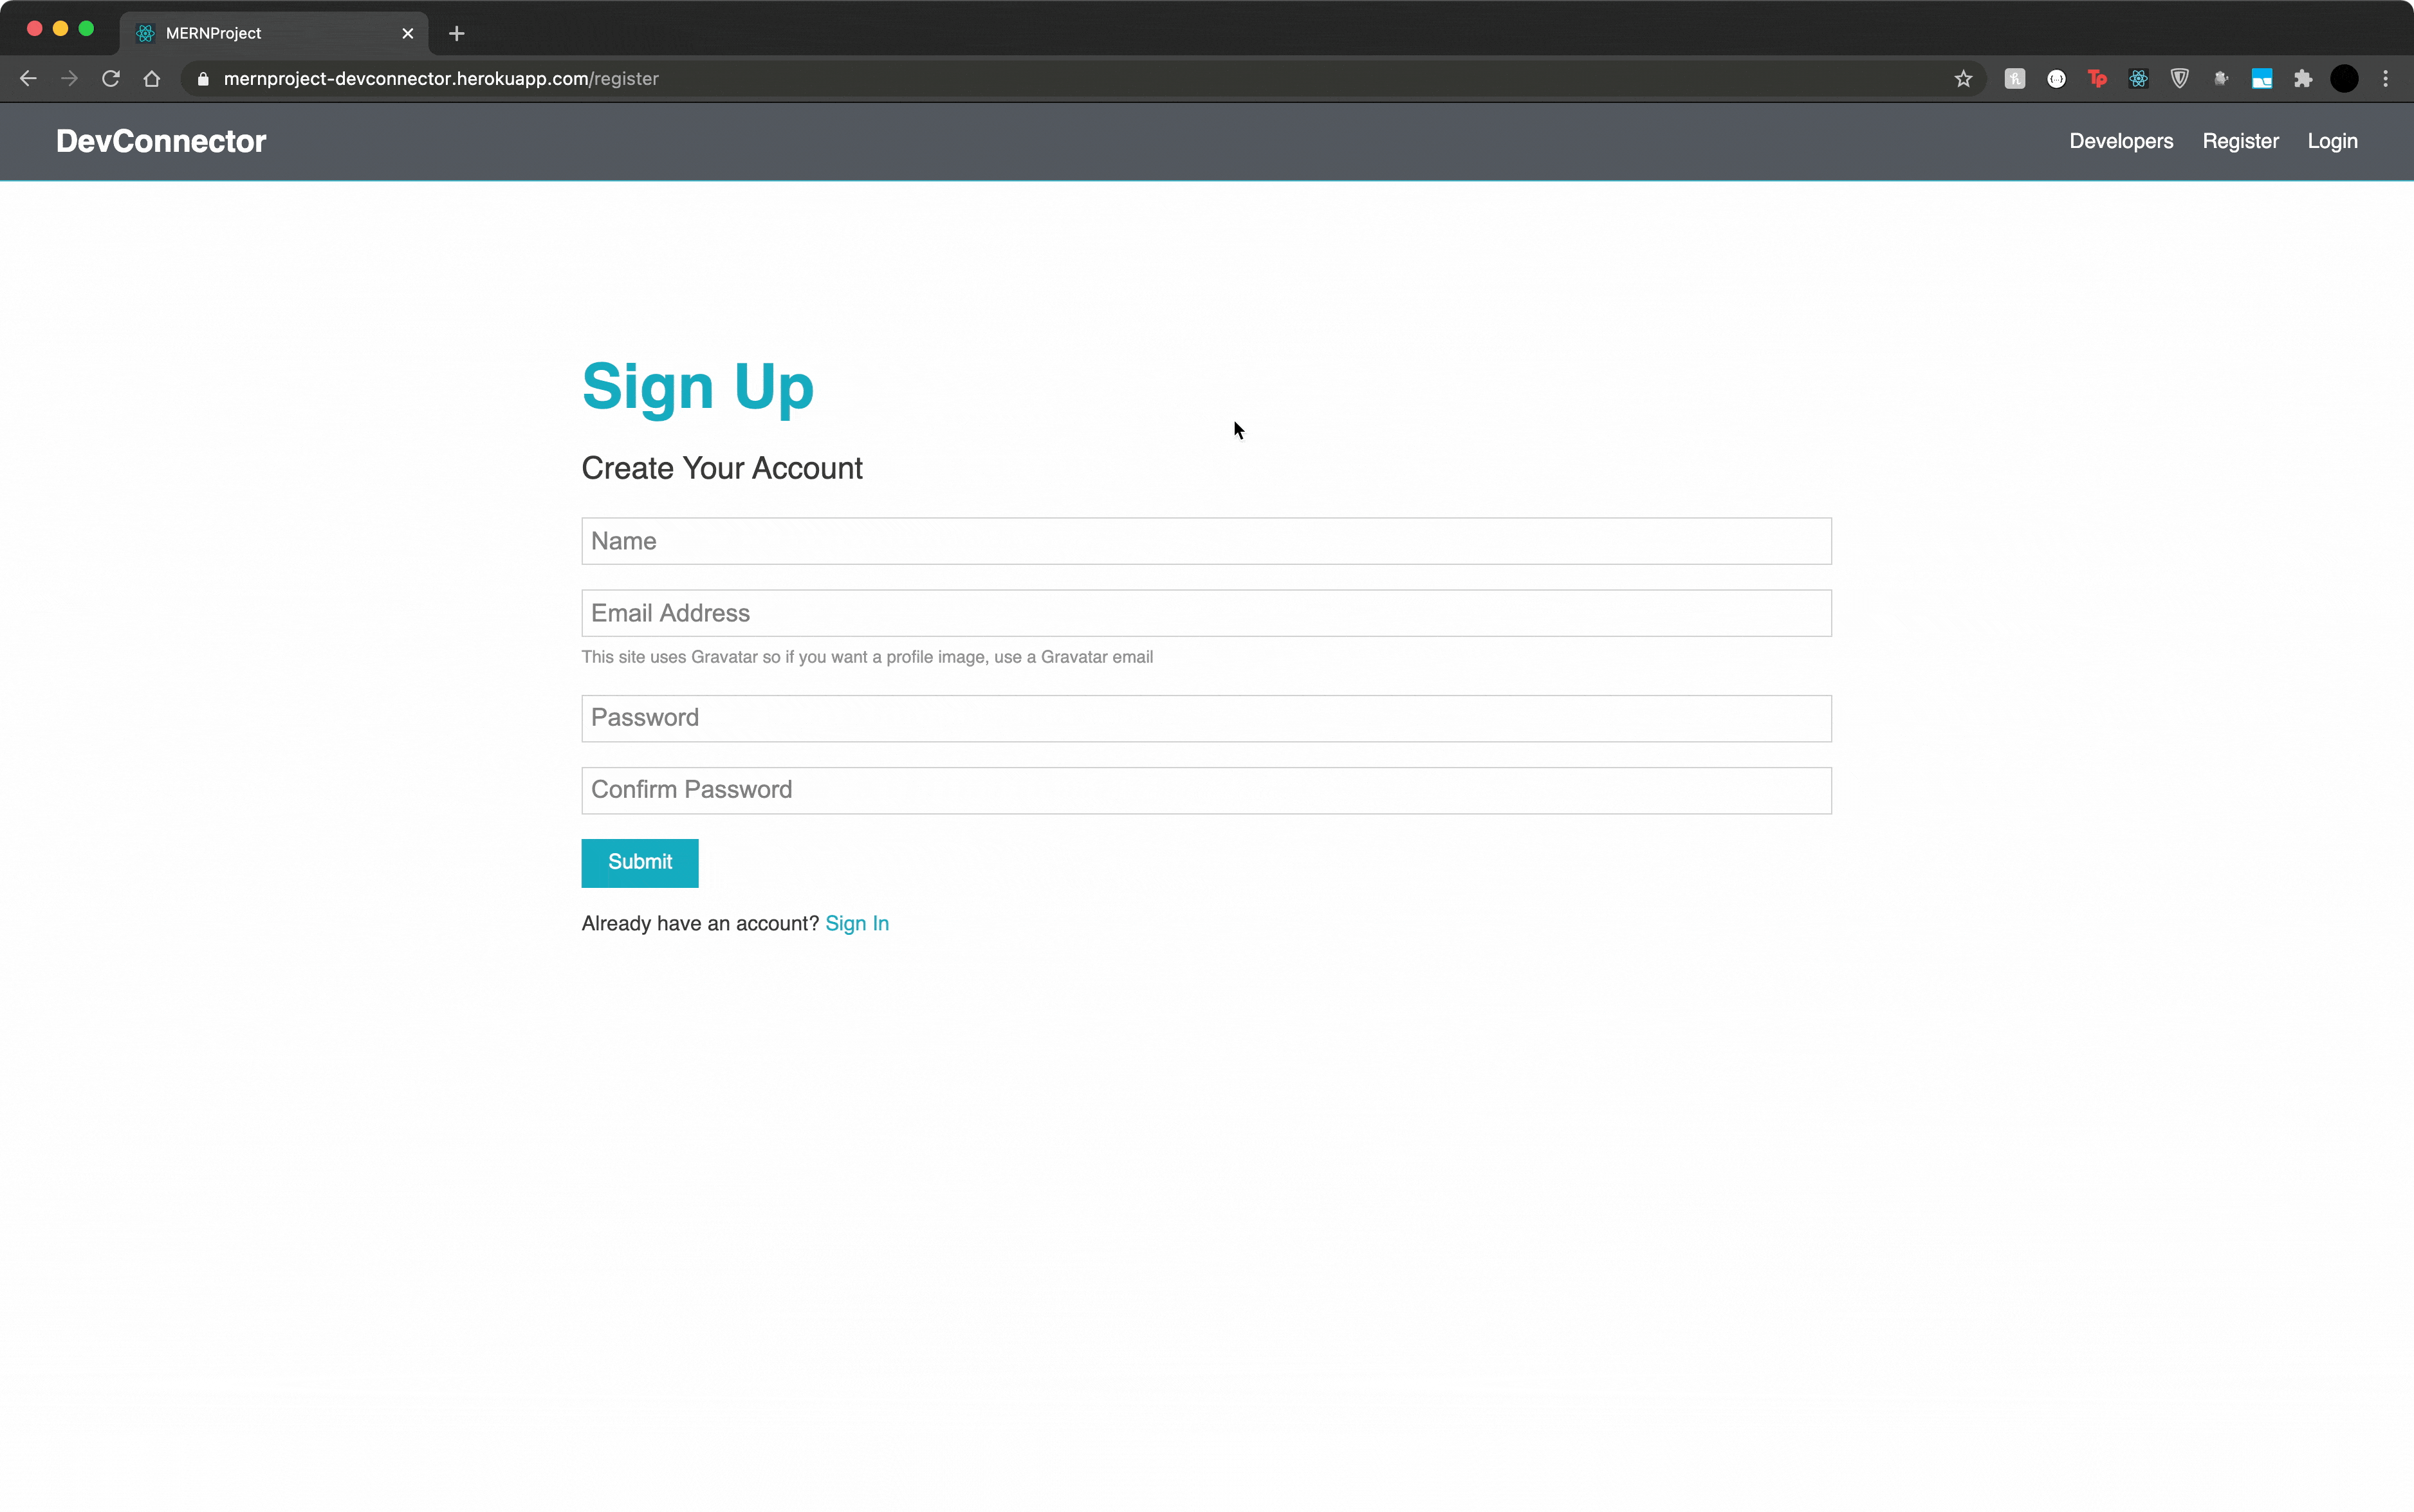 MERNProject
mernproject-devconnector.herokuapp.com/register
DevConnector
Developers Register Login
Sign Up
Create Your Account
Name
Email Address
This site uses Gravatar so if you want a profile image, use a Gravatar email
Password
Confirm Password
Submit
Already have an account? Sign In